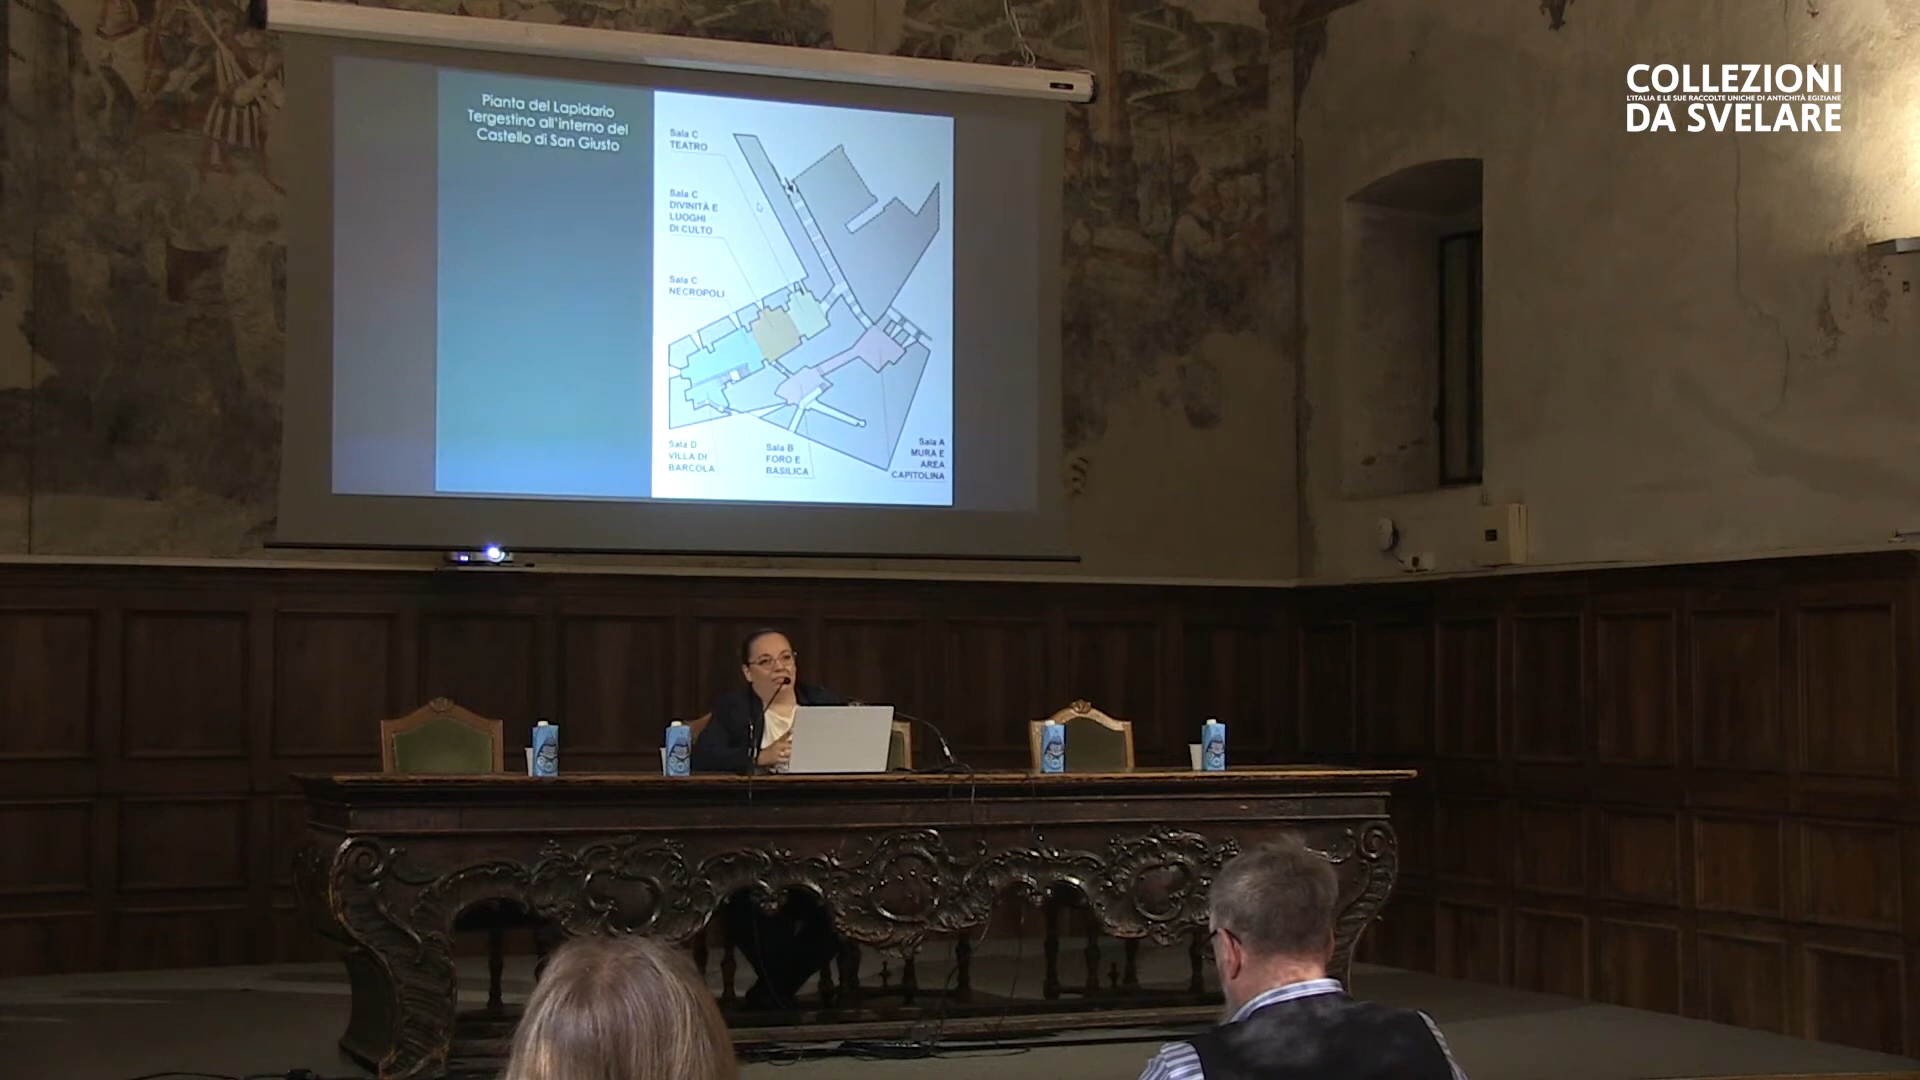 COLLEZIONI
L'ITALIA E LE SUE RACCOLTE UNICHE DI ANTICHITÀ EGIZIANE
DA SVELARE
Pianta del Lapidario
Tergestino all'interno del
Castello di San Giusto
Sala C
TEATRO
Sala C
DIVINITÀ E
LUOGHI
DI CULTO
Sala C
NECROPOLI
Sala D
VILLA DI
BARCOLA
Sala B
FORO E
BASILICA
Sala A
MURA E
AREA
CAPITOLINA